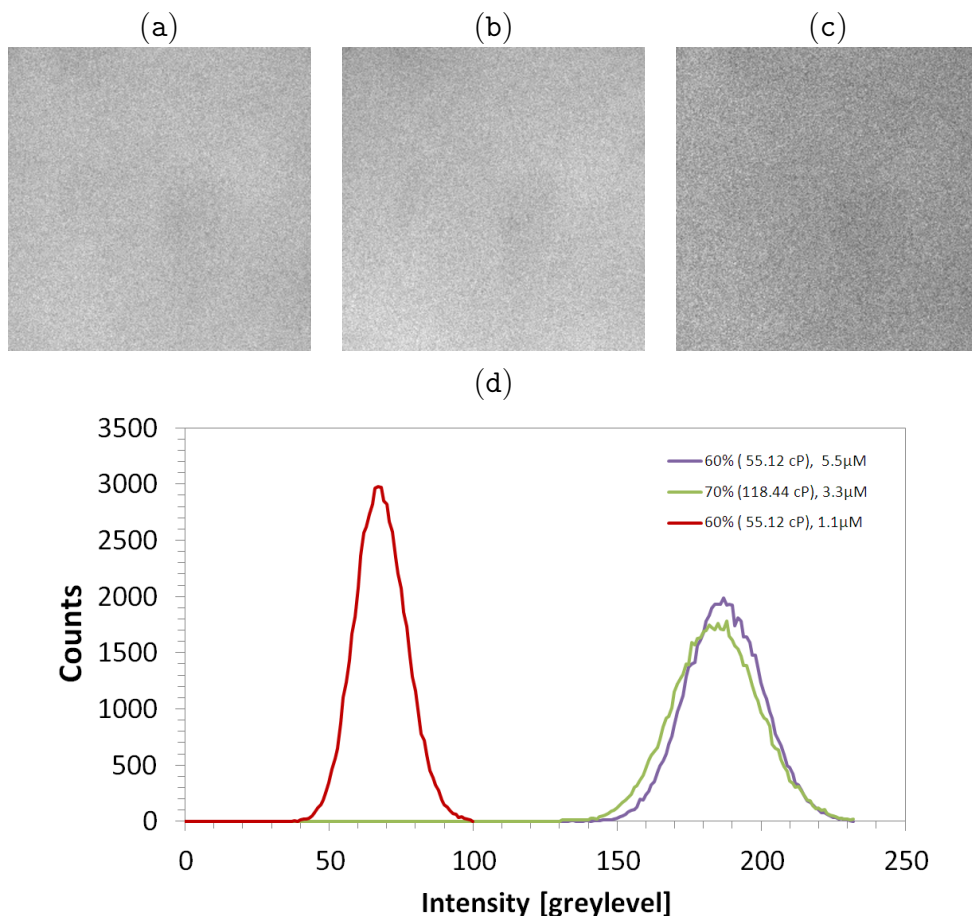 (a) (b) (c)
(d)
3500
3000
2500
2000
1500
1000
500
0
Counts
60% ( 55.12 cP),  5.5µM
70% (118.44 cP), 3.3µM
60% ( 55.12 cP), 1.1µM
0 50 100 150 200 250
Intensity [greylevel]